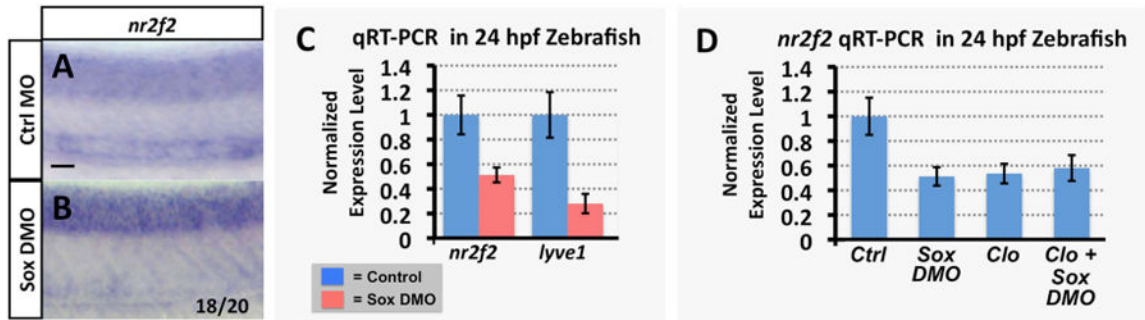 nr2f2
Ctrl MO
A
Sox DMO
B
18/20
C
qRT-PCR in 24 hpf Zebrafish
Normalized
Expression Level
1.4
1.2
1
0.8
0.6
0.4
0.2
0
nr2f2 lyve1
= Control
= Sox DMO
D
nr2f2 qRT-PCR in 24 hpf Zebrafish
Normalized
Expression Level
1.4
1.2
1
0.8
0.6
0.4
0.2
0
Ctrl Sox Clo Clo +
DMO Sox
DMO